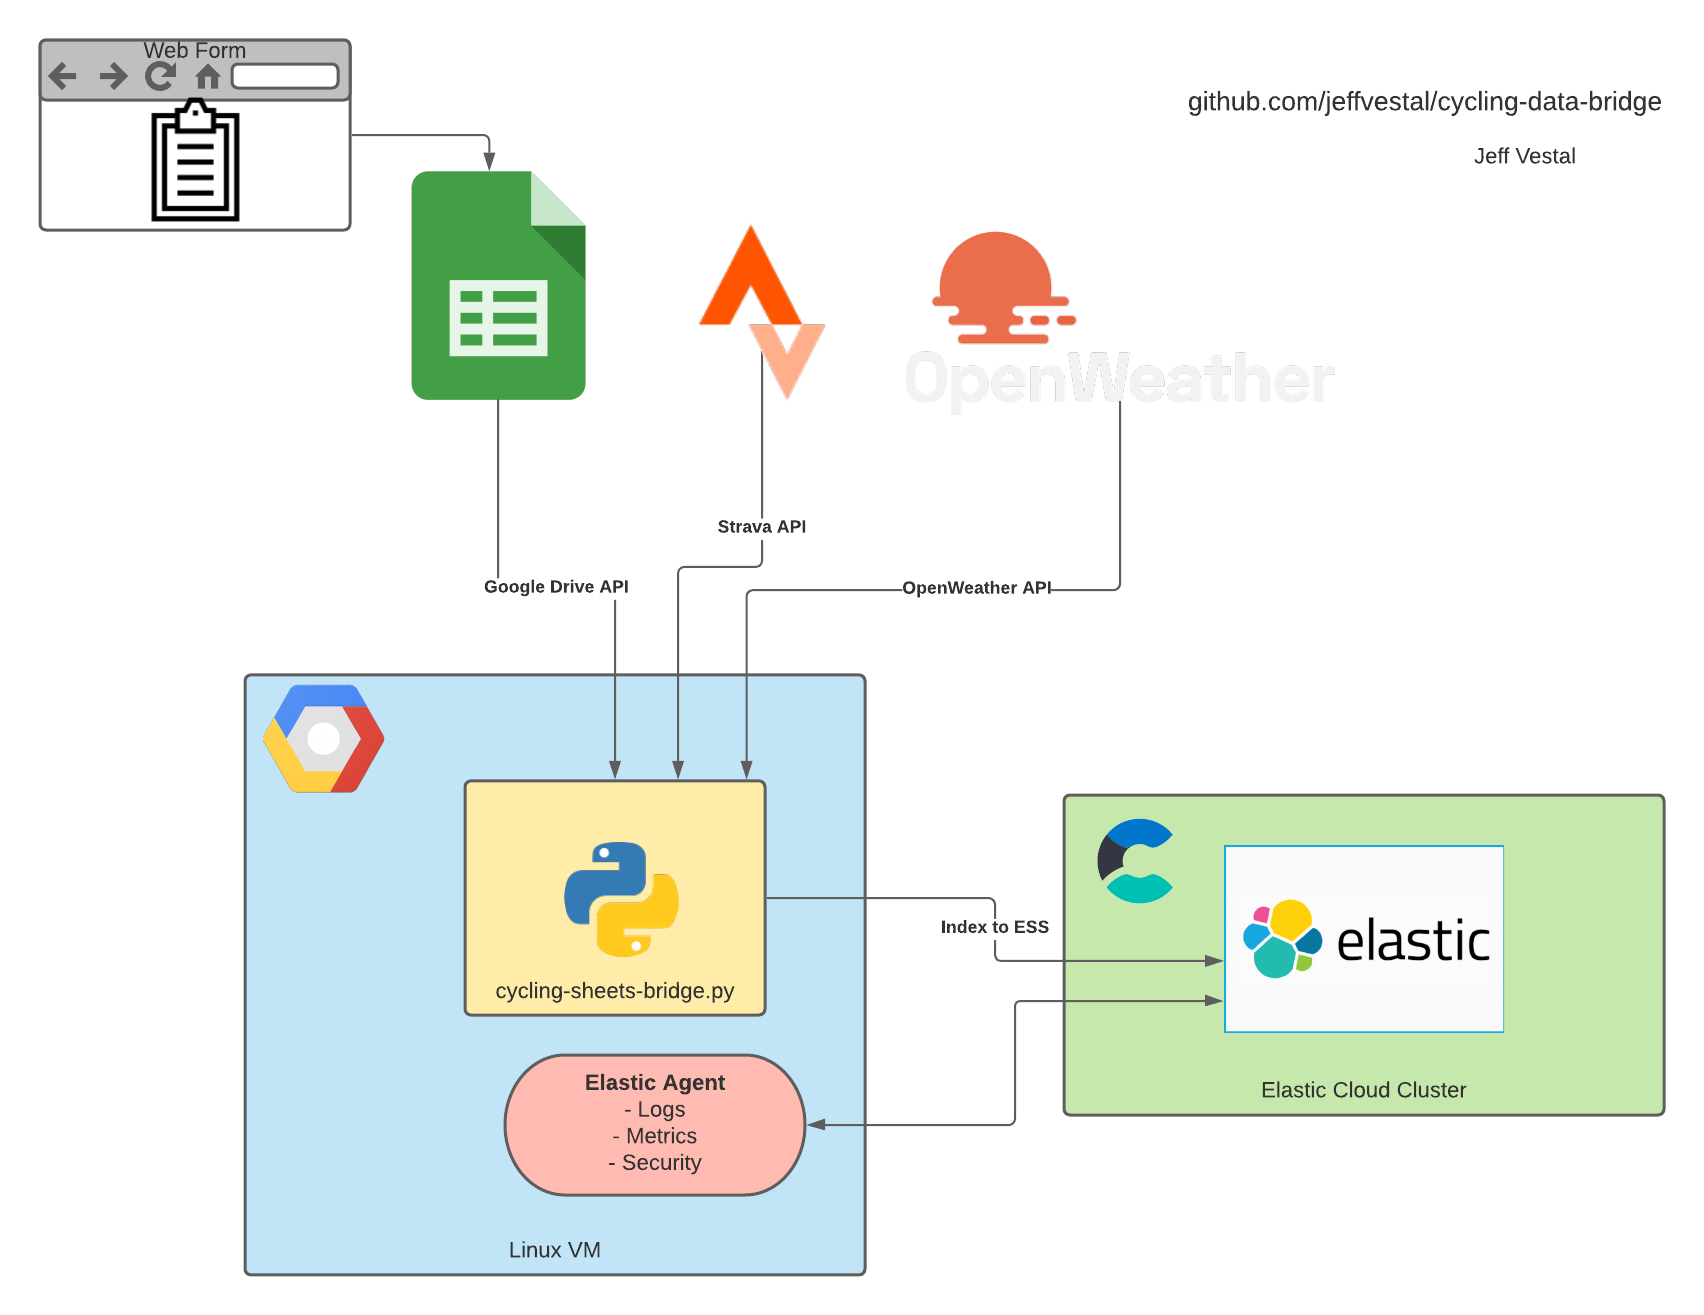 Web Form
github.com/jeffvestal/cycling-data-bridge
Jeff Vestal
OpenWeather
Strava API
Google Drive API
OpenWeather API
cycling-sheets-bridge.py
Index to ESS
elastic
Elastic Cloud Cluster
Elastic Agent
- Logs
- Metrics
- Security
Linux VM